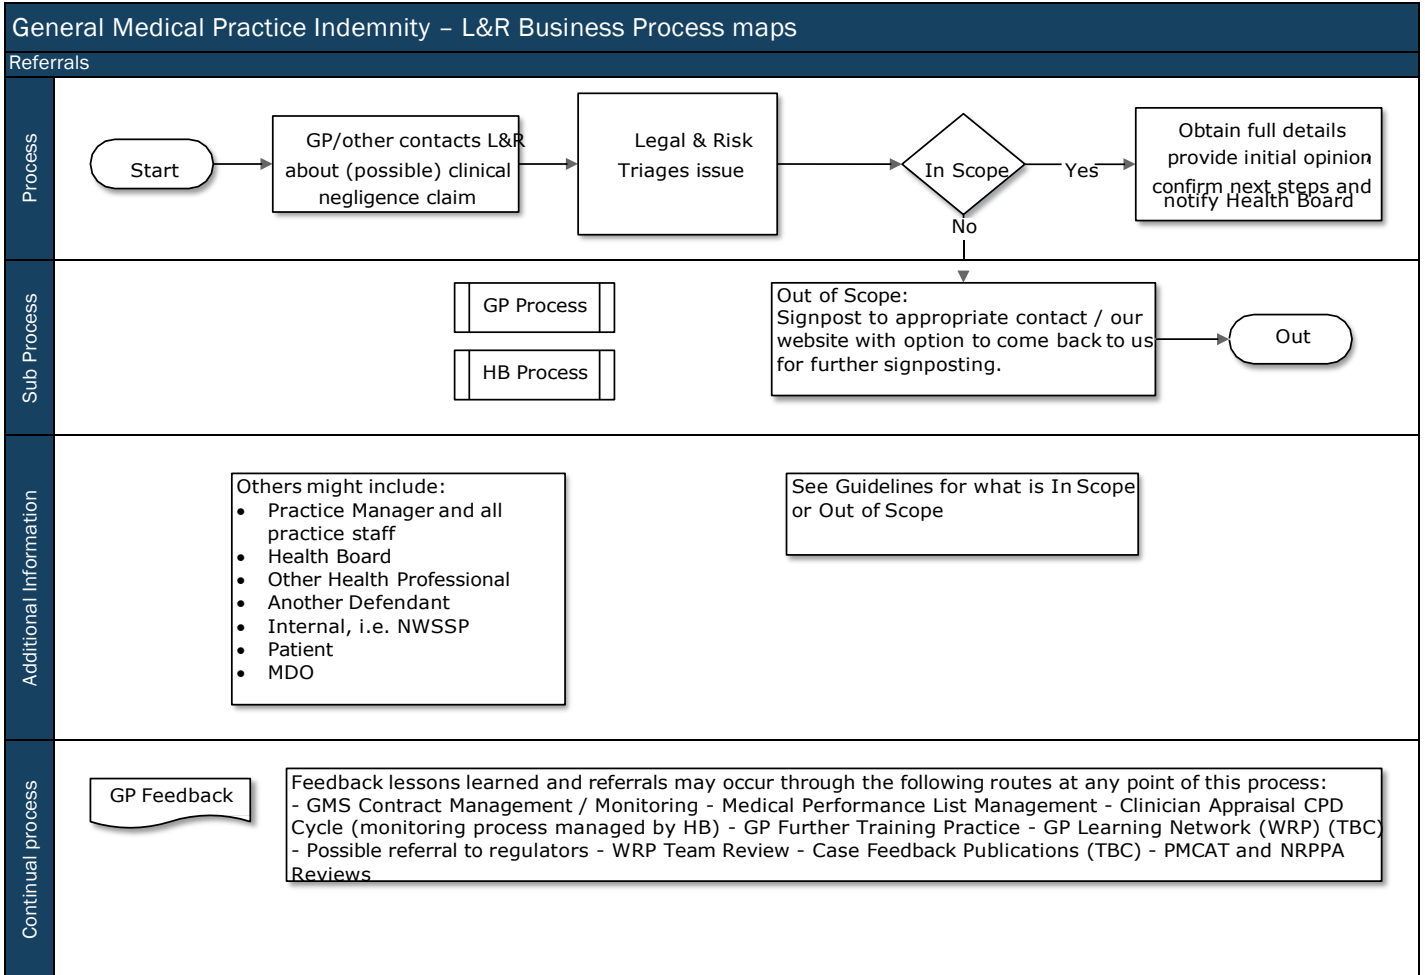 General Medical Practice Indemnity – L&R Business Process maps
Referrals
Process
Start
GP/other contacts L&R
about (possible) clinical
negligence claim
Legal & Risk
Triages issue
In Scope
Yes
No
Obtain full details
provide initial opinion,
confirm next steps and
notify Health Board
Sub Process
GP Process
HB Process
Out of Scope:
Signpost to appropriate contact / our
website with option to come back to us
for further signposting.
Out
Additional Information
Others might include:
• Practice Manager and all
practice staff
• Health Board
• Other Health Professional
• Another Defendant
• Internal, i.e. NWSSP
• Patient
• MDO
See Guidelines for what is In Scope
or Out of Scope
Continual process
GP Feedback
Feedback lessons learned and referrals may occur through the following routes at any point of this process:
- GMS Contract Management / Monitoring - Medical Performance List Management - Clinician Appraisal CPD
Cycle (monitoring process managed by HB) - GP Further Training Practice - GP Learning Network (WRP) (TBC)
- Possible referral to regulators - WRP Team Review - Case Feedback Publications (TBC) - PMCAT and NRPPA
Reviews